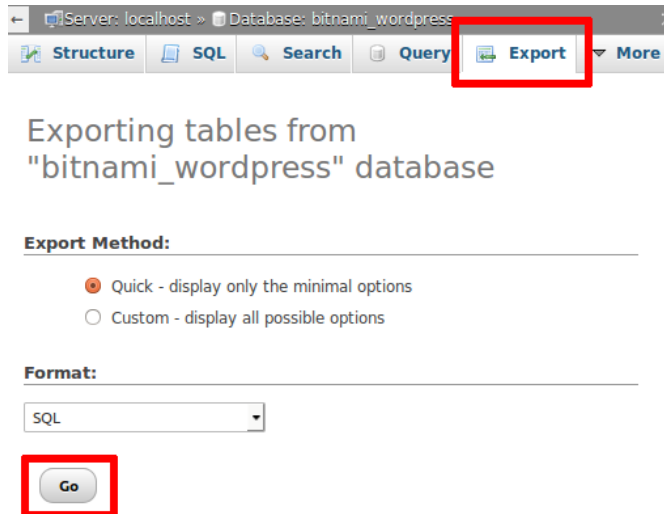 Server: localhost » Database: bitnami_wordpress
Structure SQL Search Query Export More
Exporting tables from
"bitnami_wordpress" database
Export Method:
Quick - display only the minimal options
Custom - display all possible options
Format:
SQL
Go